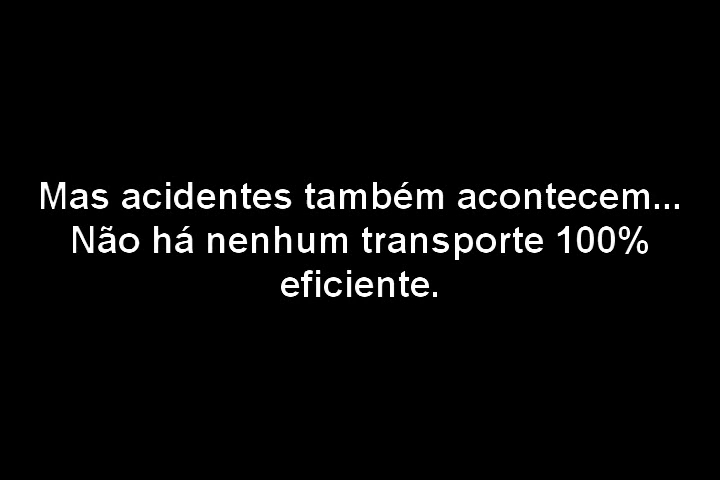 Mas acidentes também acontecem...
Não há nenhum transporte 100%
eficiente.